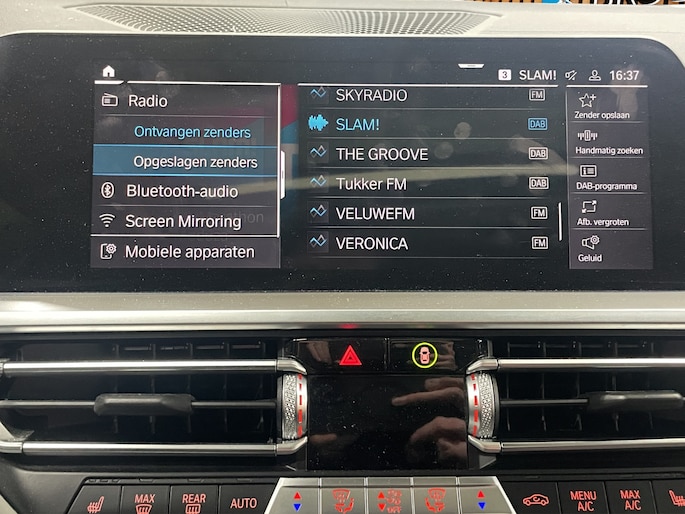 3 SLAM! 16:37
Radio
Ontvangen zenders
Opgeslagen zenders
Bluetooth-audio
Screen Mirroring
Mobiele apparaten
SKYRADIO FM
SLAM! DAB
THE GROOVE DAB
Tukker FM DAB
VELUWEFM FM
VERONICA FM
Zender opslaan
Handmatig zoeken
DAB-programma
Afb. vergroten
Geluid
MAX
REAR
AUTO
OFF
MENU
A/C
MAX
A/C